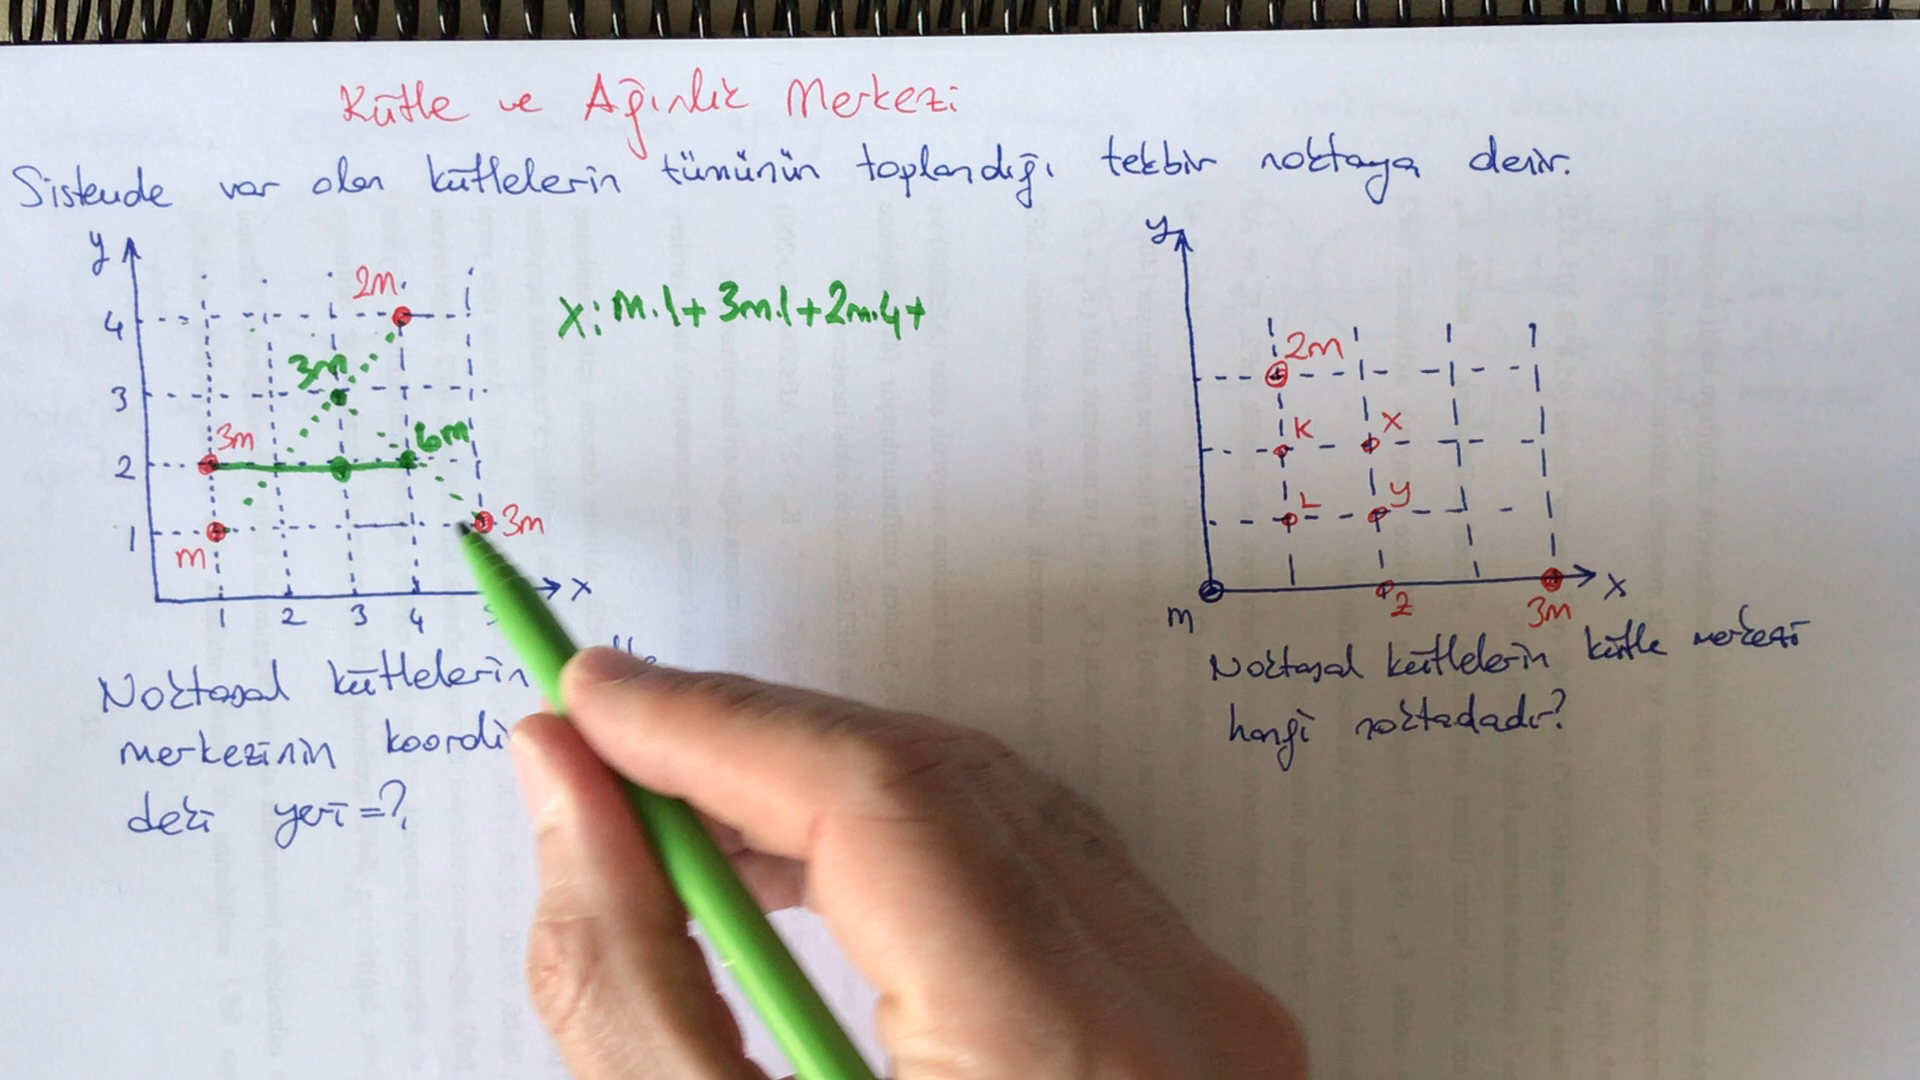 Kütle ve Ağırlık Merkezi
Sistemde var olan kütlelerin tümünün toplandığı tekbir noktaya denir.
y
2m
4
3m
3
3m
6m
2
1
m
3m
x
1 2 3 4
x: m.1+3m.1+2m.4+
Noktasal kütlelerin
merkezinin koordi
deki yeri=?
y
2m
K
X
L
y
m
z
3m
x
Noktasal kütlelerin kütle merkezi
hangi noktadadır?